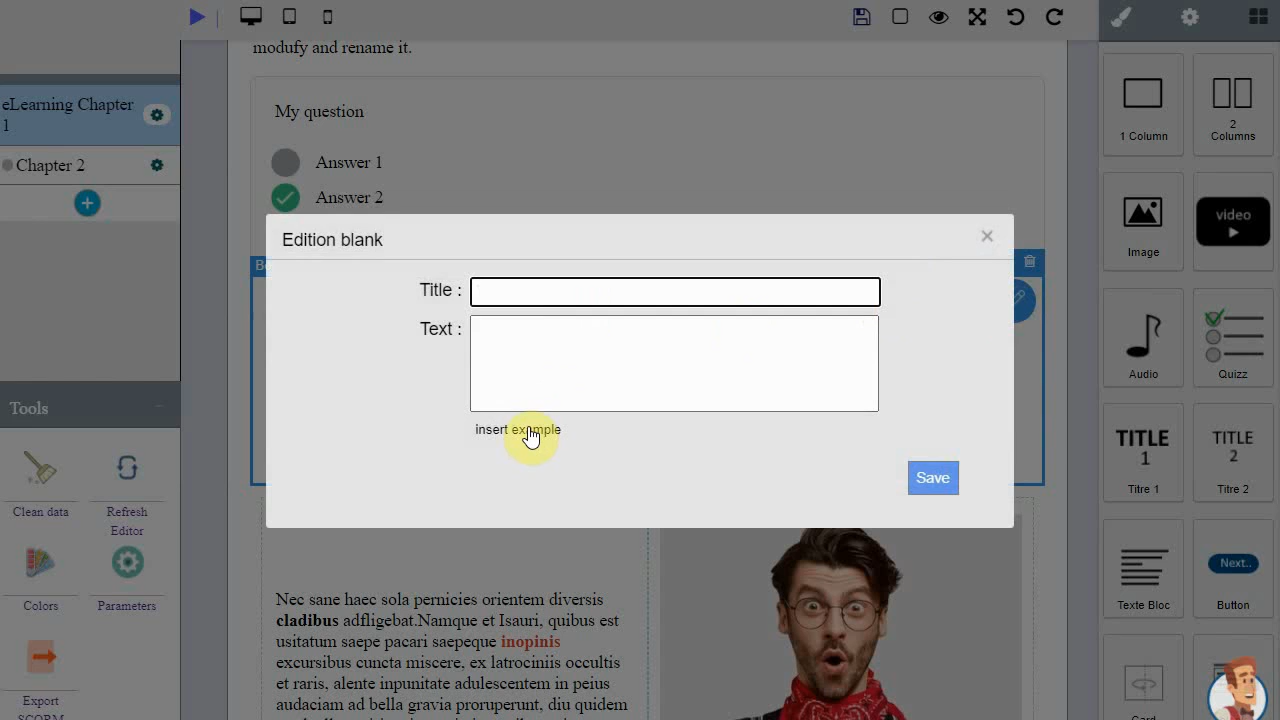 modufy and rename it.
eLearning Chapter
1
Chapter 2
My question
Answer 1
Answer 2
Edition blank
×
Title :
Text :
insert example
Save
Tools
Clean data
Refresh
Editor
Colors
Parameters
Export
SCORM
Nec sane haec sola pernicies orientem diversis
cladibus adfligebat.Namque et Isauri, quibus est
usitatum saepe pacari saepeque inopinis
excursibus cuncta miscere, ex latrociniis occultis
et raris, alente inpunitate adulescentem in peius
audaciam ad bella gravia proruperunt, diu quidem
1 Column
2
Columns
Image
video
Audio
Quizz
TITLE
1
Titre 1
TITLE
2
Titre 2
Texte Bloc
Next..
Button